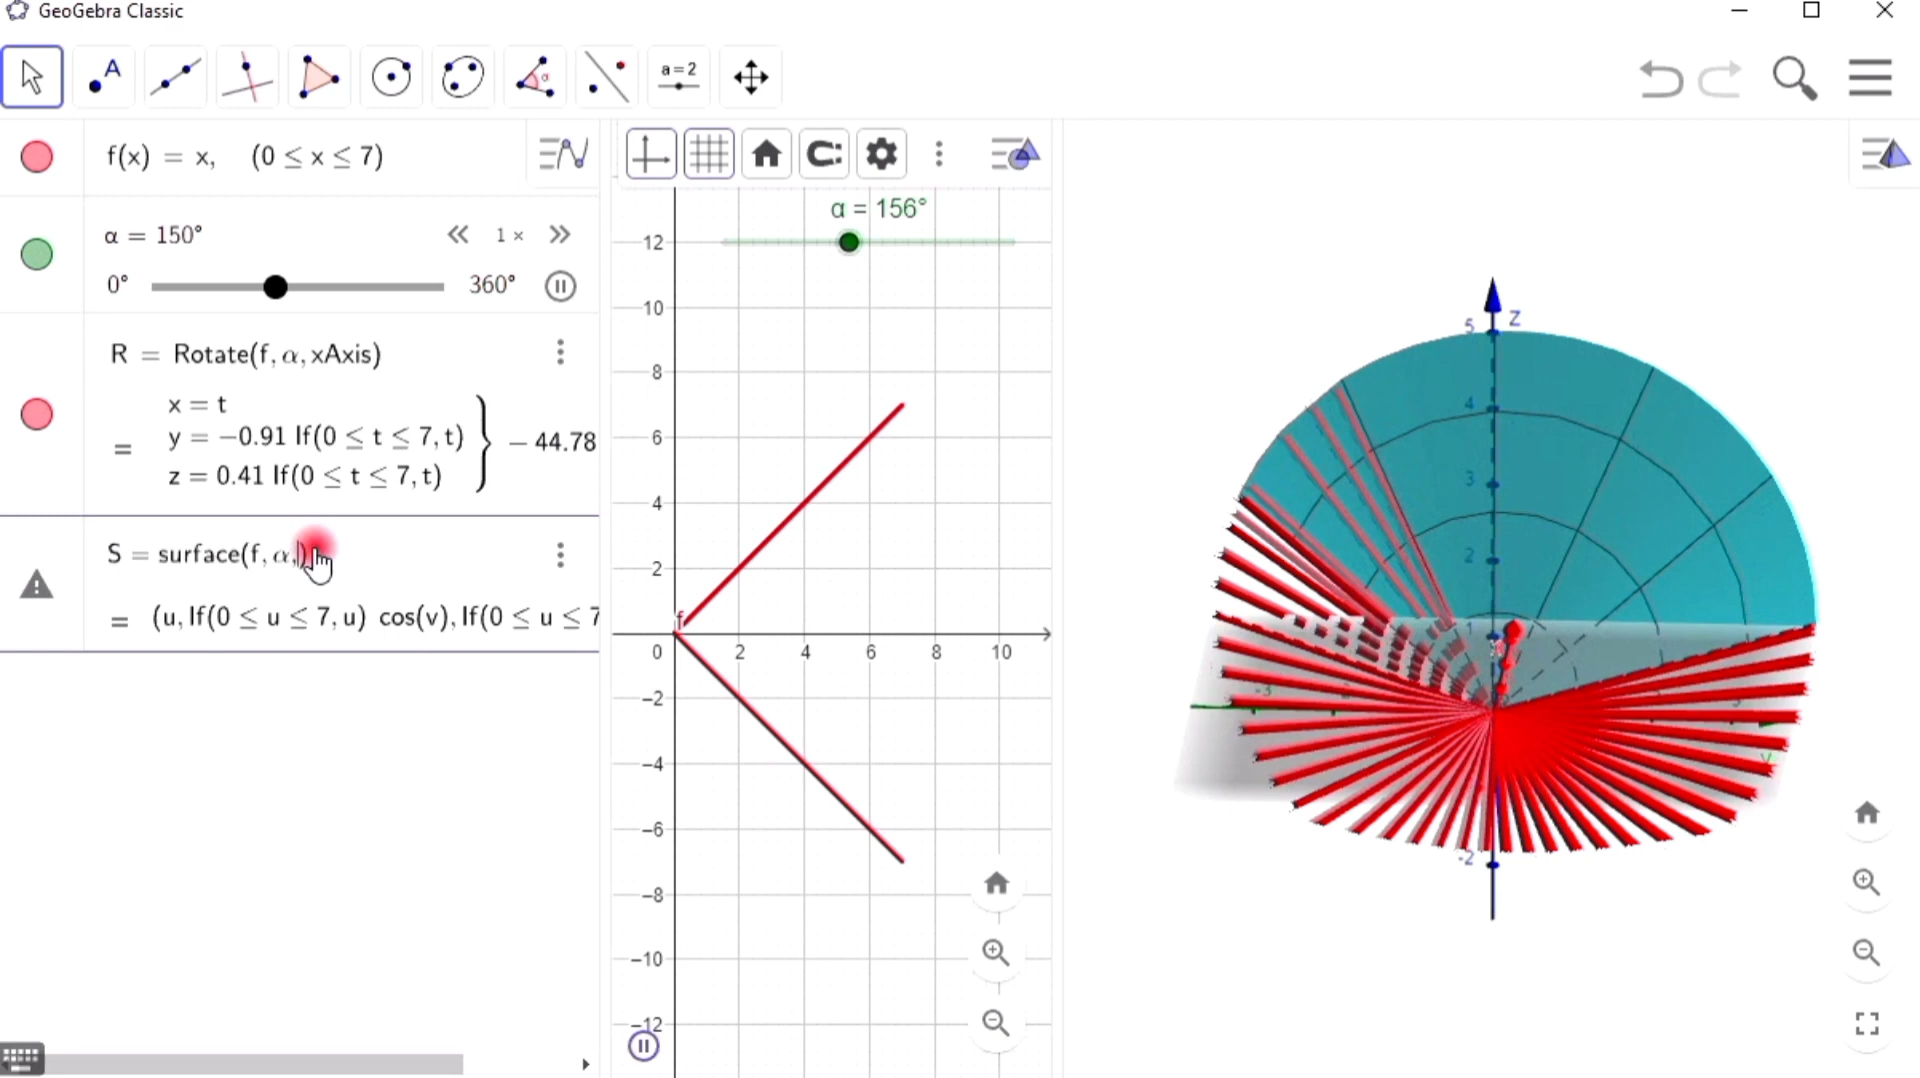 GeoGebra Classic
A
α
a=2
f(x) = x, (0 ≤ x ≤ 7)
α = 150°
1 ×
0°
360°
R = Rotate(f, α, xAxis)
x = t
= y = −0.91 If(0 ≤ t ≤ 7, t) } − 44.78
z = 0.41 If(0 ≤ t ≤ 7, t)
S = surface(f, α,)
= (u, If(0 ≤ u ≤ 7, u) cos(v), If(0 ≤ u ≤ 7
α = 156°
12
10
8
6
4
2
f
0 2 4 6 8 10
−2
−4
−6
−8
−10
−12
z
5
4
3
2
1
-3
-2
y